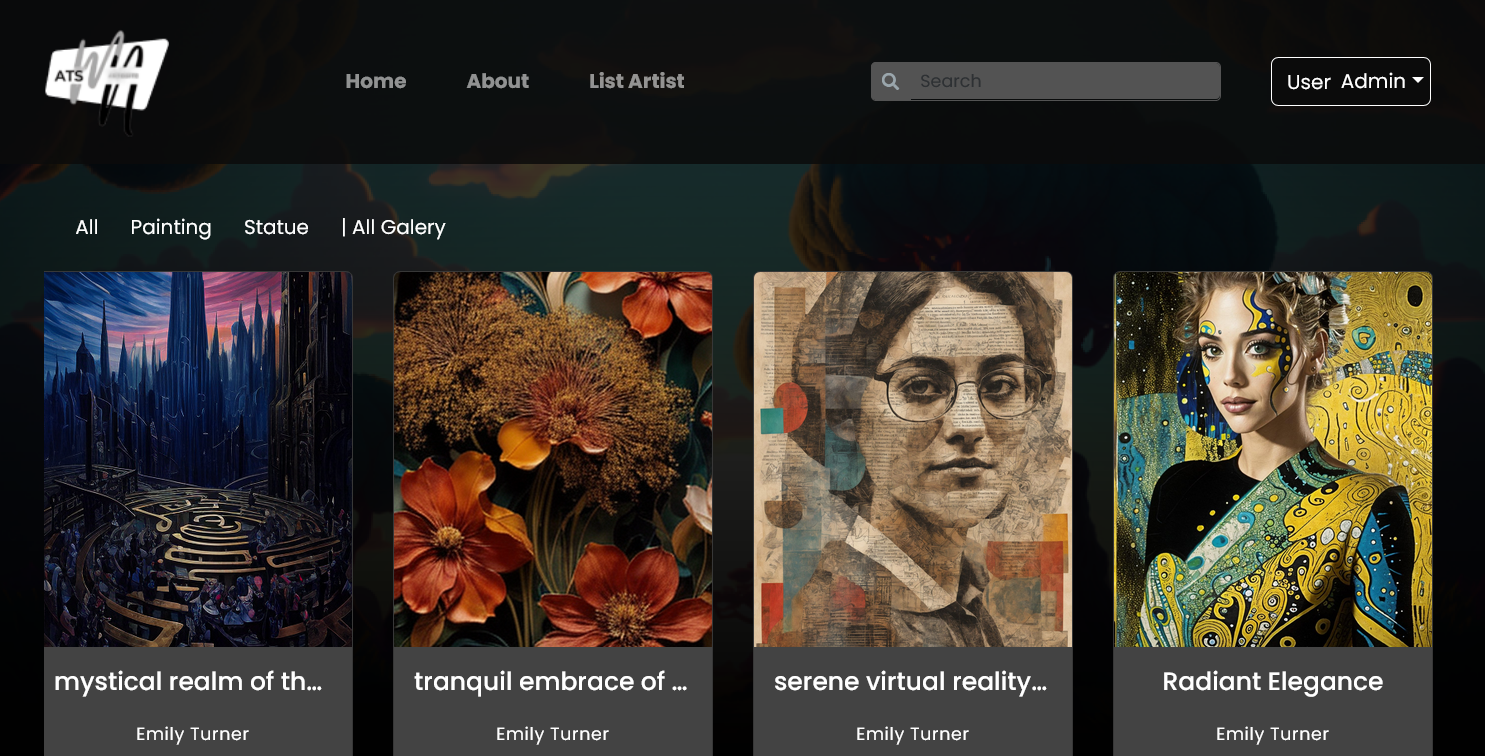 ATS
Home About List Artist Search User Admin
All Painting Statue | All Galery
mystical realm of th... tranquil embrace of ... serene virtual reality... Radiant Elegance
Emily Turner Emily Turner Emily Turner Emily Turner